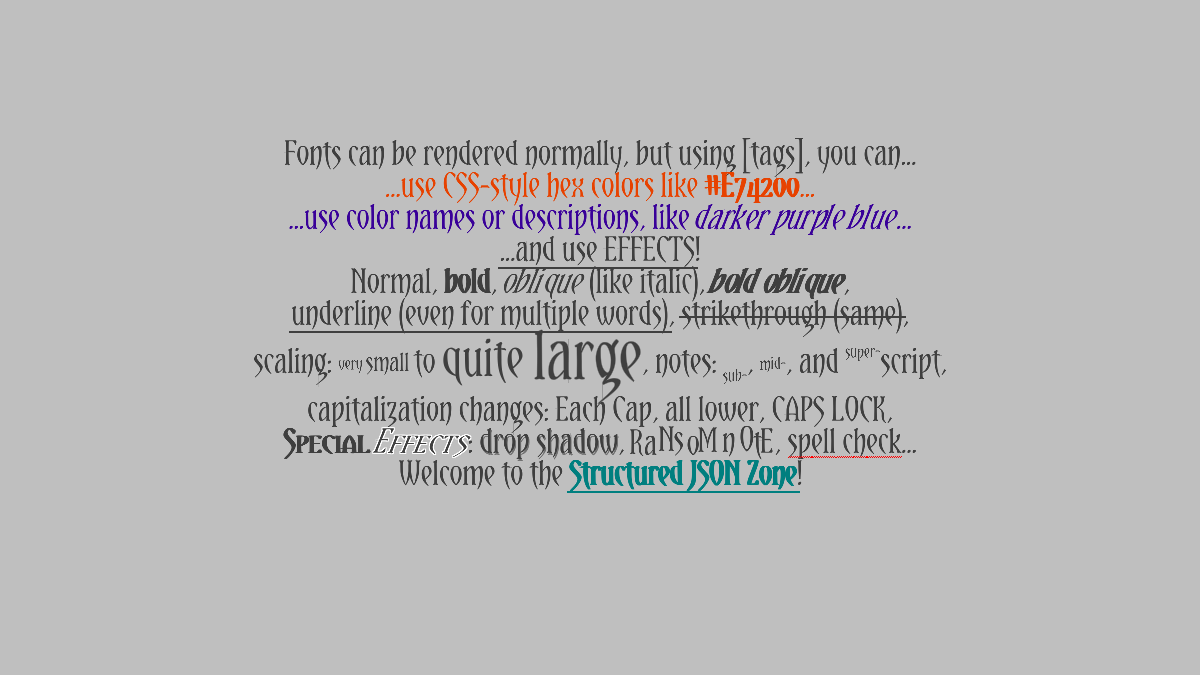 Fonts can be rendered normally, but using [tags], you can...
...use CSS-style hex colors like #E74200...
...use color names or descriptions, like darker purple blue...
...and use EFFECTS!
Normal, bold, oblique (like italic), bold oblique,
underline (even for multiple words), strikethrough (same),
scaling: very small to quite large, notes: sub-, mid-, and super-script,
capitalization changes: Each Cap, all lower, CAPS LOCK,
Special Effects: drop shadow, RaNsoM nOtE, spell check...
Welcome to the Structured JSON Zone!